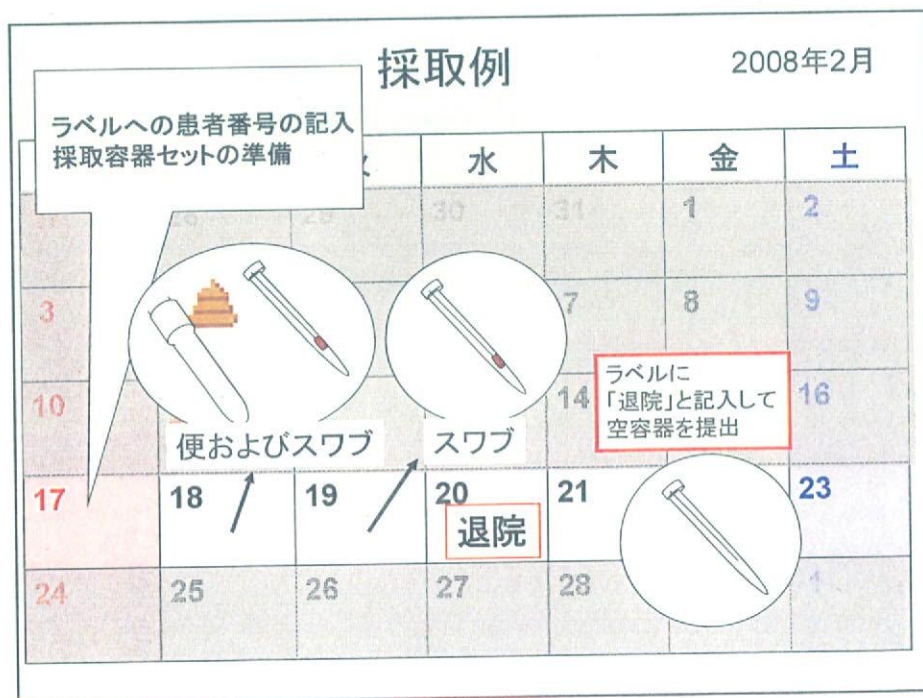 採取例
2008年2月
ラベルへの患者番号の記入
採取容器セットの準備
水 木 金 土
28 29 30 31 1 2
3 7 8 9
10 14 16
ラベルに
「退院」と記入して
空容器を提出
便およびスワブ
スワブ
17 18 19 20 21 23
退院
24 25 26 27 28 1